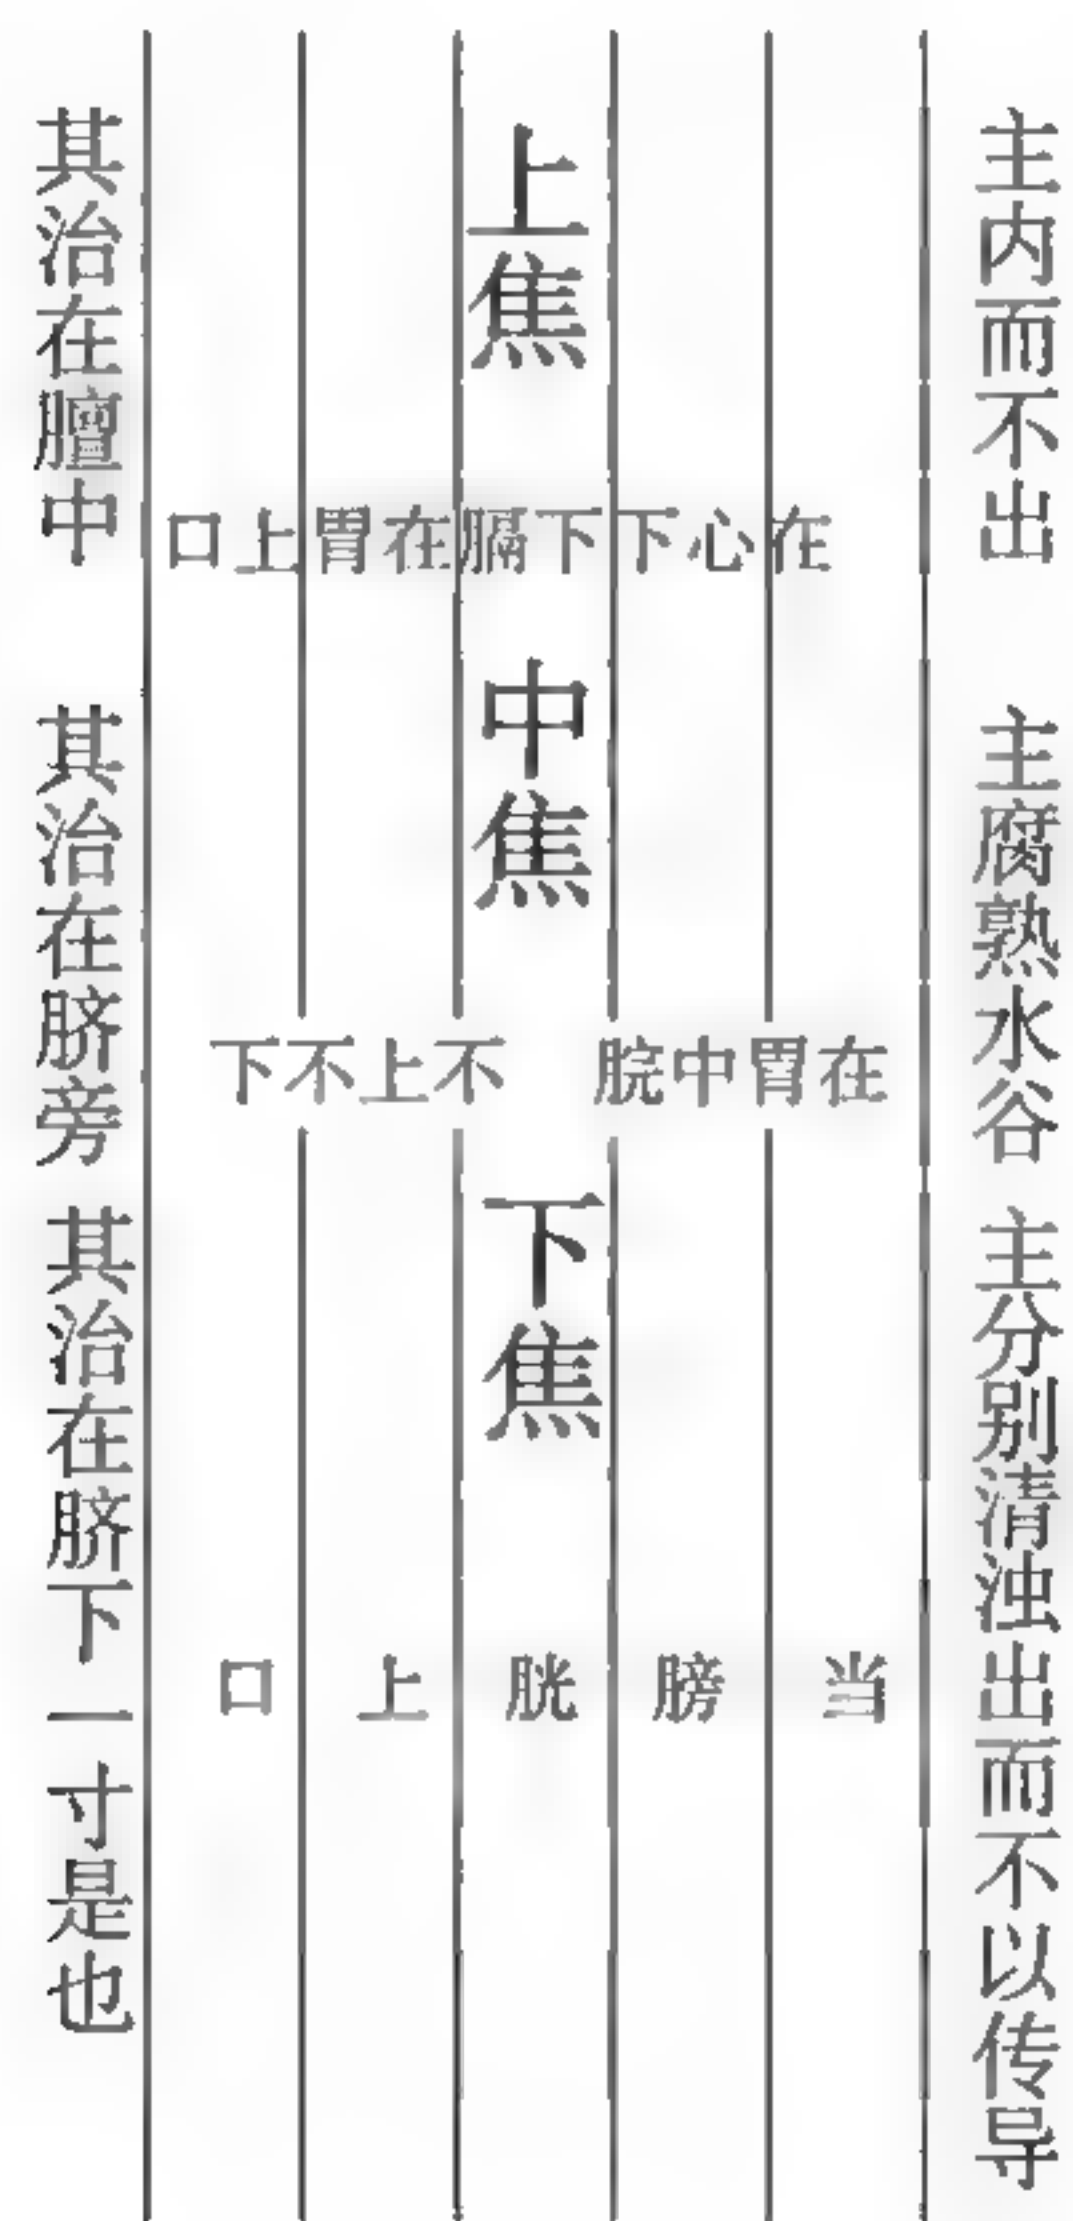 主内而不出
上焦
在心下下膈在胃上口
其治在膻中
主腐熟水谷
中焦
在胃中脘 不上不下
其治在脐旁
主分别清浊出而不以传导
下焦
当膀胱上口
其治在脐下一寸是也